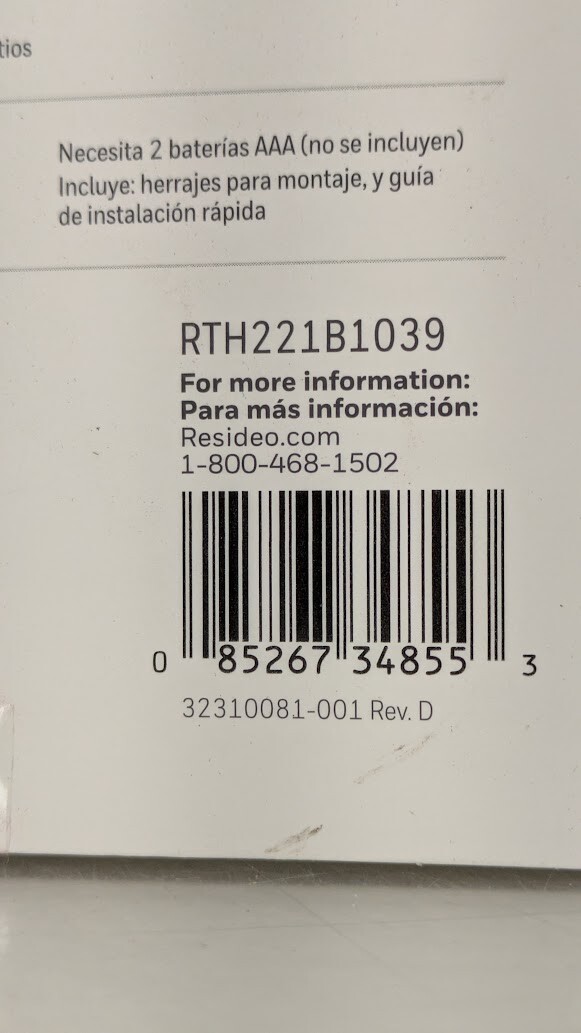 tios
Necesita 2 baterías AAA (no se incluyen)
Incluye: herrajes para montaje, y guía
de instalación rápida
RTH221B1039
For more information:
Para más información:
Resideo.com
1-800-468-1502
0 85267 34855 3
32310081-001 Rev. D